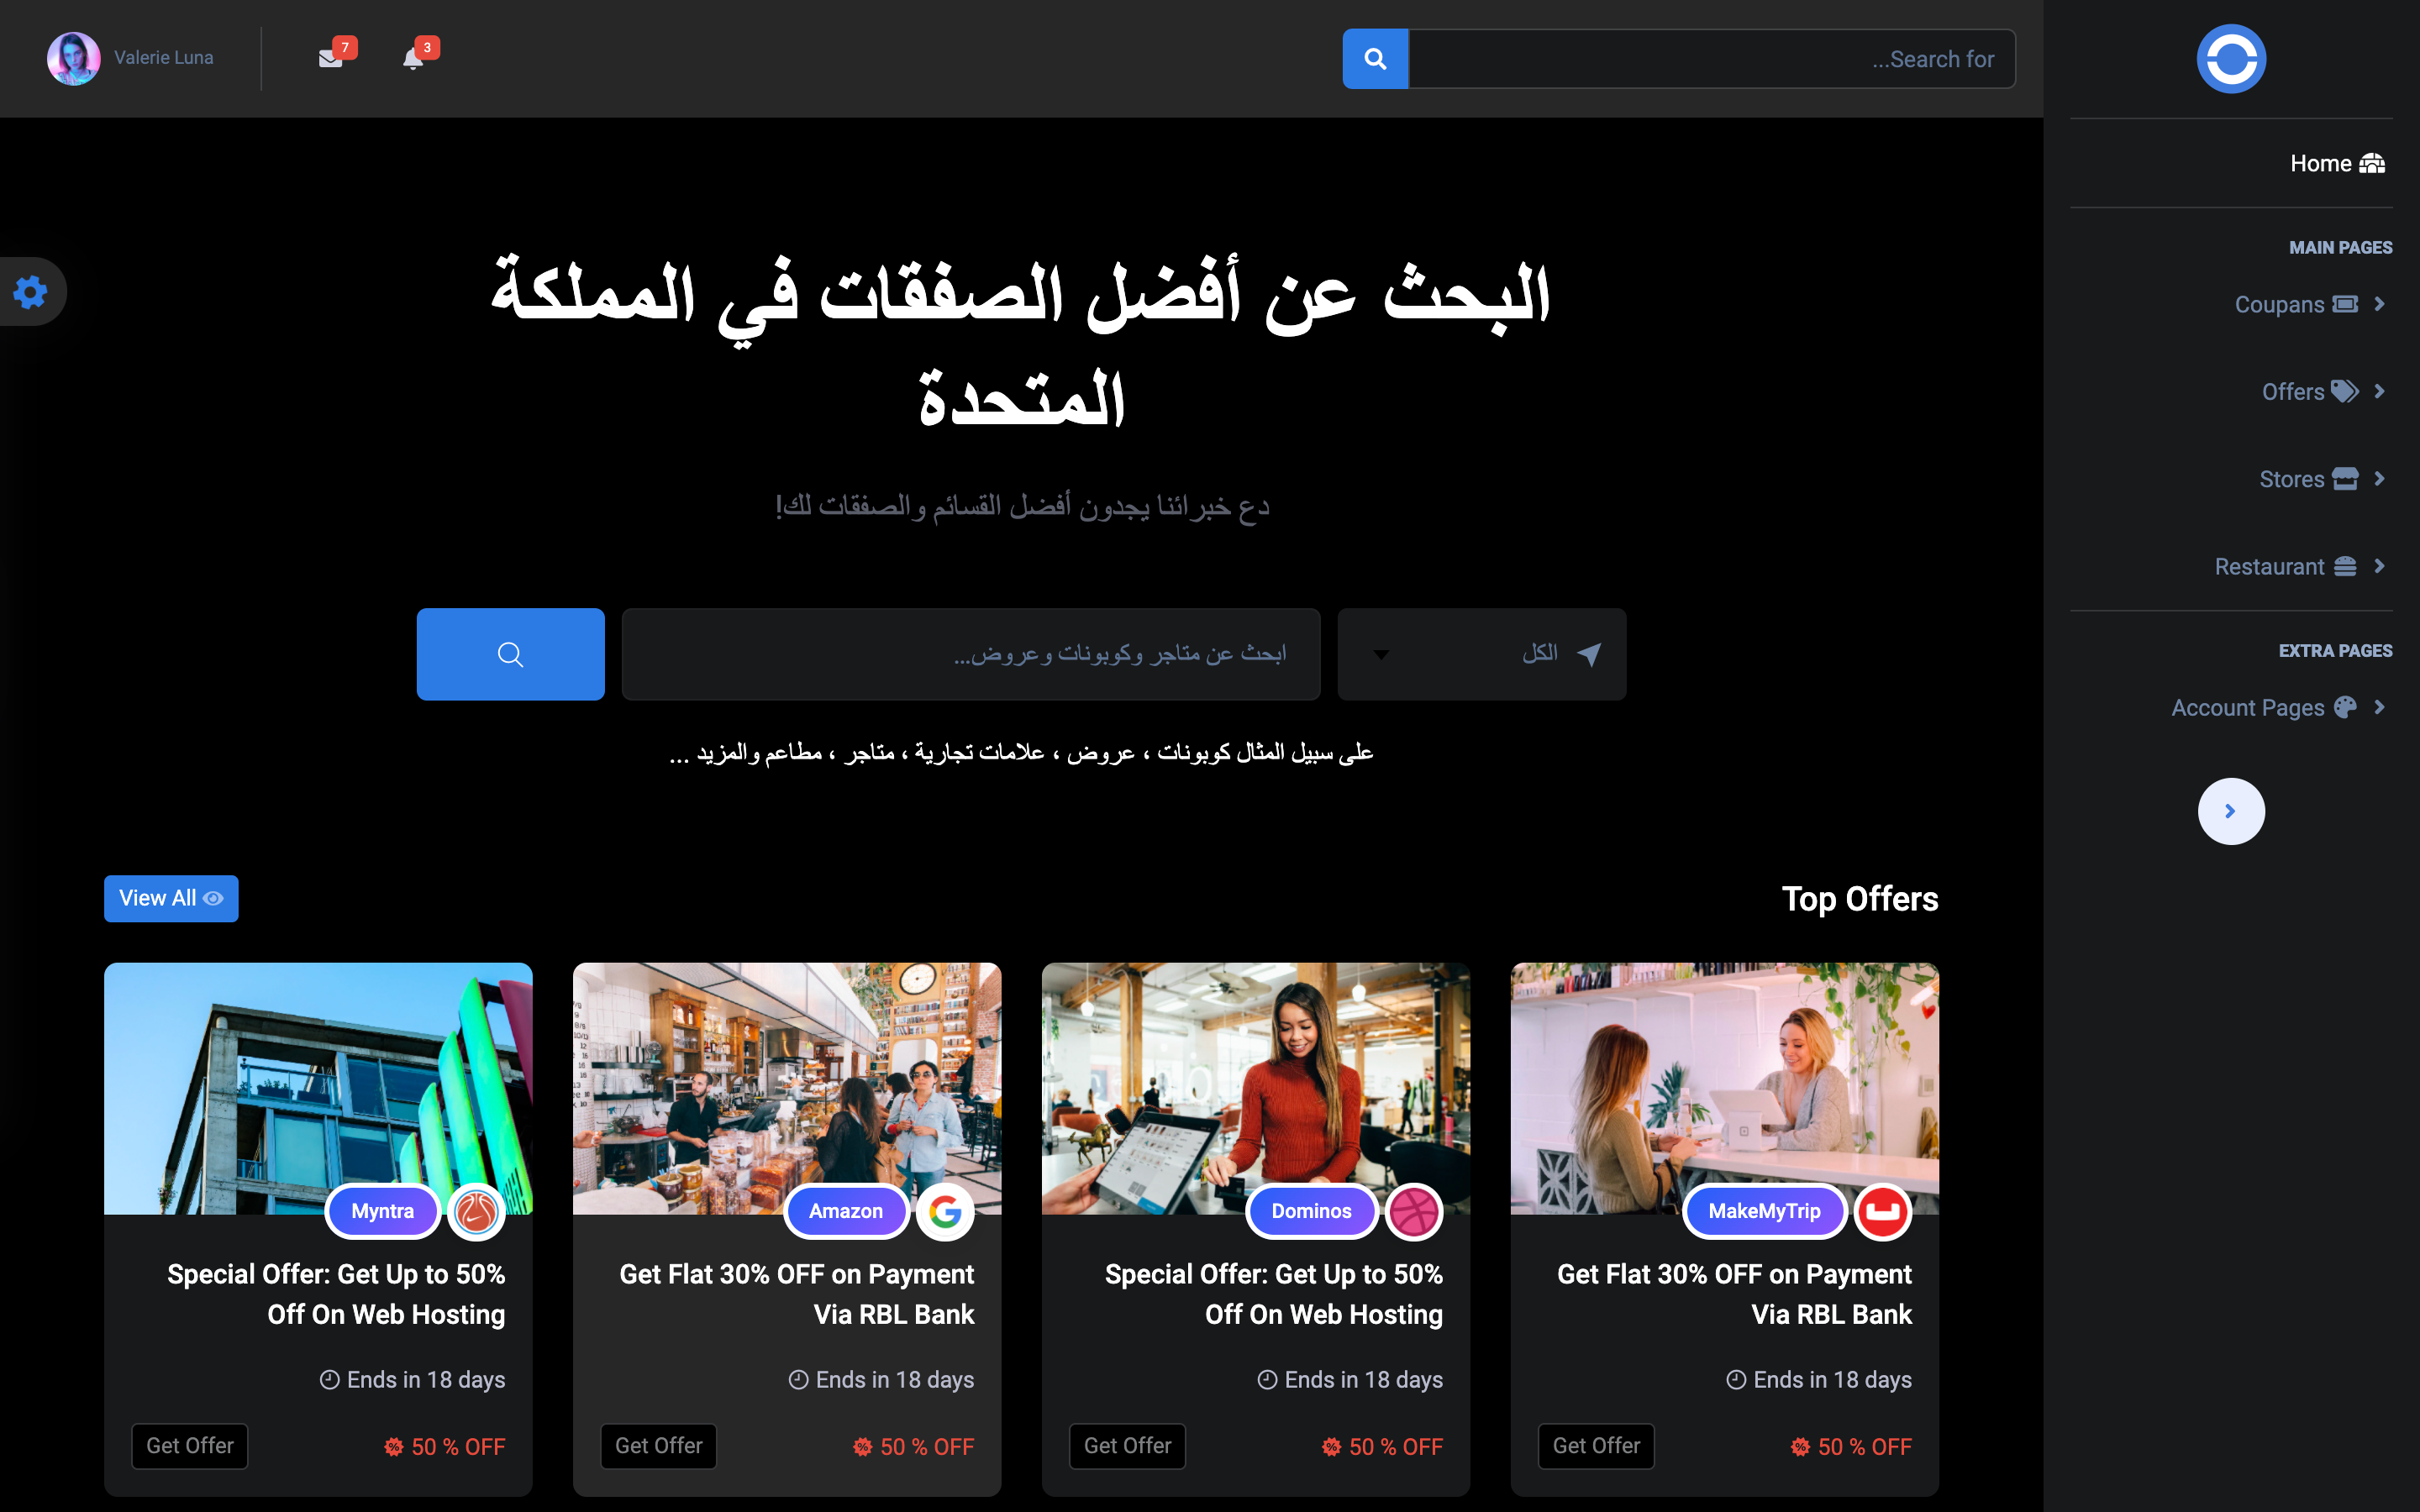 Valerie Luna
7
3
Search for...
Home
MAIN PAGES
Coupans
Offers
Stores
Restaurant
EXTRA PAGES
Account Pages
البحث عن أفضل الصفقات في المملكة
المتحدة
دع خبرائنا يجدون أفضل القسائم والصفقات لك!
الكل
ابحث عن متاجر وكوبونات وعروض...
على سبيل المثال كوبونات ، عروض ، علامات تجارية ، متاجر ، مطاعم والمزيد ...
Top Offers
View All
MakeMyTrip
Get Flat 30% OFF on Payment
Via RBL Bank
Ends in 18 days
50 % OFF
Get Offer
Dominos
Special Offer: Get Up to 50%
Off On Web Hosting
Ends in 18 days
50 % OFF
Get Offer
Amazon
Get Flat 30% OFF on Payment
Via RBL Bank
Ends in 18 days
50 % OFF
Get Offer
Myntra
Special Offer: Get Up to 50%
Off On Web Hosting
Ends in 18 days
50 % OFF
Get Offer